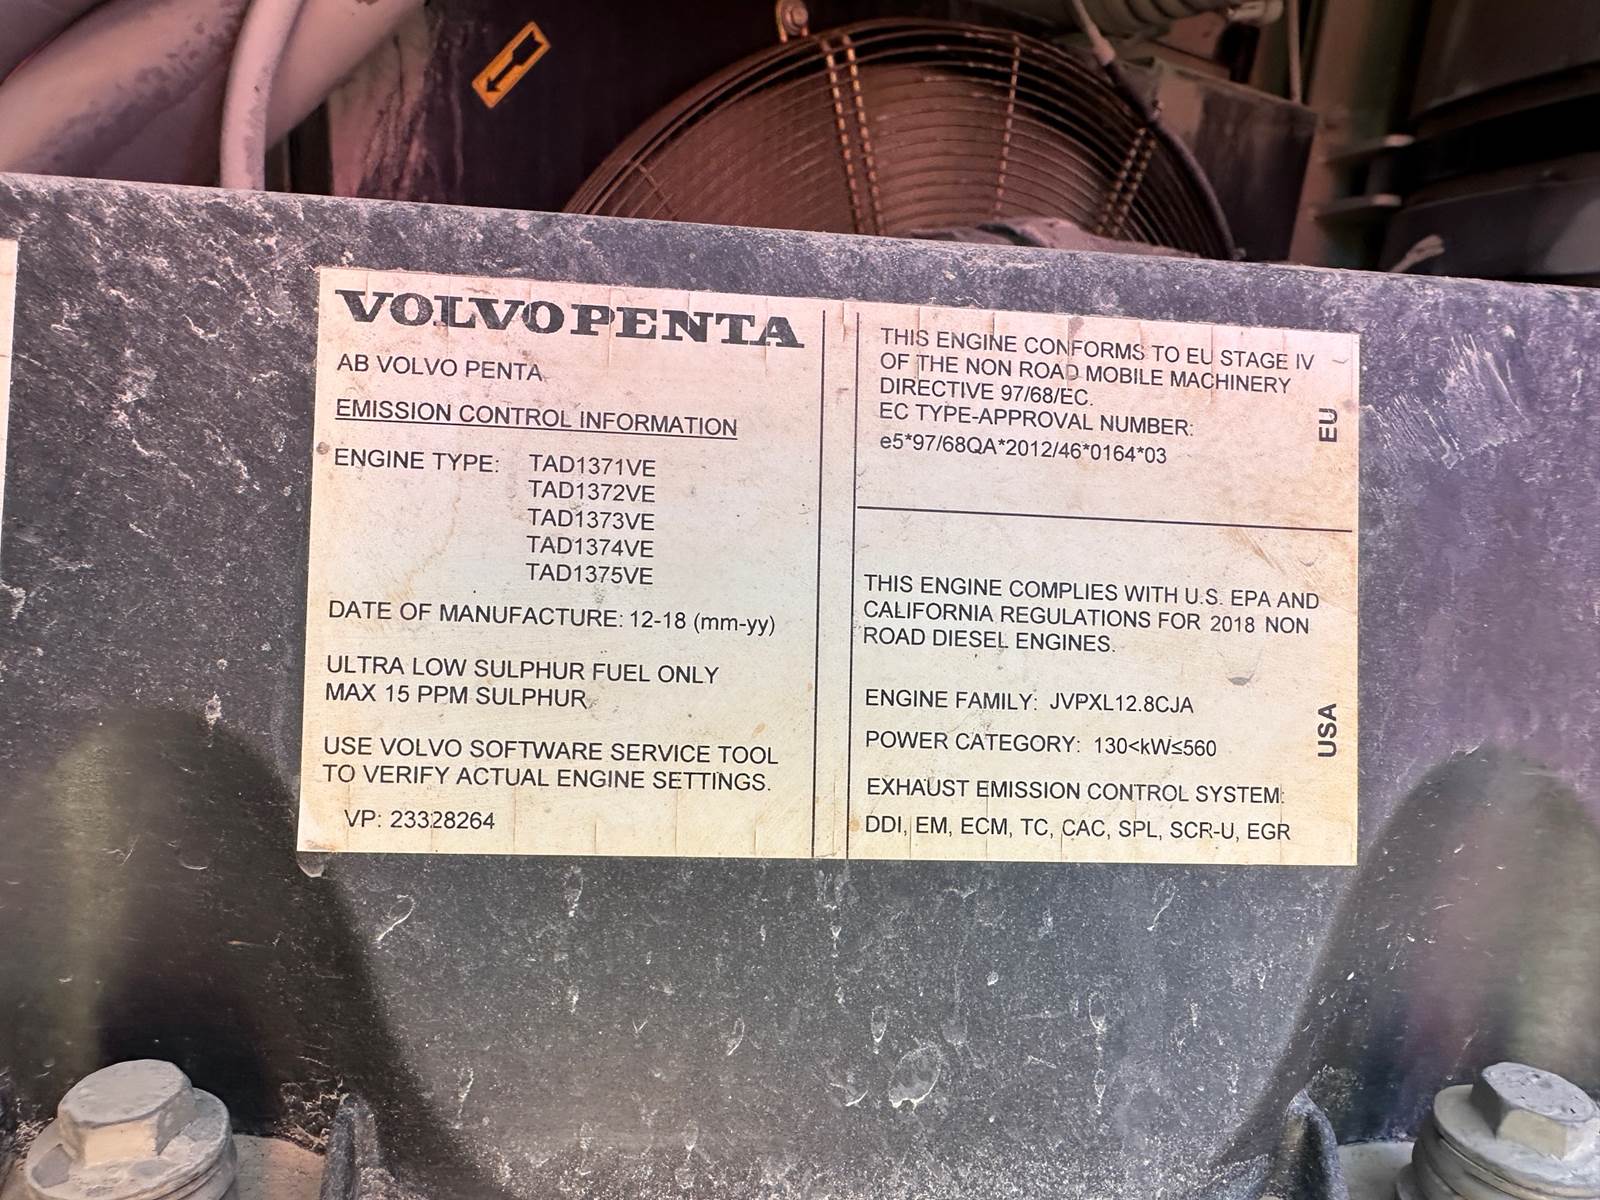 VOLVO PENTA
AB VOLVO PENTA
EMISSION CONTROL INFORMATION
ENGINE TYPE: TAD1371VE
TAD1372VE
TAD1373VE
TAD1374VE
TAD1375VE
DATE OF MANUFACTURE: 12-18 (mm-yy)
ULTRA LOW SULPHUR FUEL ONLY
MAX 15 PPM SULPHUR
USE VOLVO SOFTWARE SERVICE TOOL
TO VERIFY ACTUAL ENGINE SETTINGS.
VP: 23328264
THIS ENGINE CONFORMS TO EU STAGE IV
OF THE NON ROAD MOBILE MACHINERY
DIRECTIVE 97/68/EC.
EC TYPE-APPROVAL NUMBER:
e5*97/68QA*2012/46*0164*03
EU
THIS ENGINE COMPLIES WITH U.S. EPA AND
CALIFORNIA REGULATIONS FOR 2018 NON
ROAD DIESEL ENGINES.
ENGINE FAMILY: JVPXL12.8CJA
POWER CATEGORY: 130<kW≤560
EXHAUST EMISSION CONTROL SYSTEM:
DDI, EM, ECM, TC, CAC, SPL, SCR-U, EGR
USA